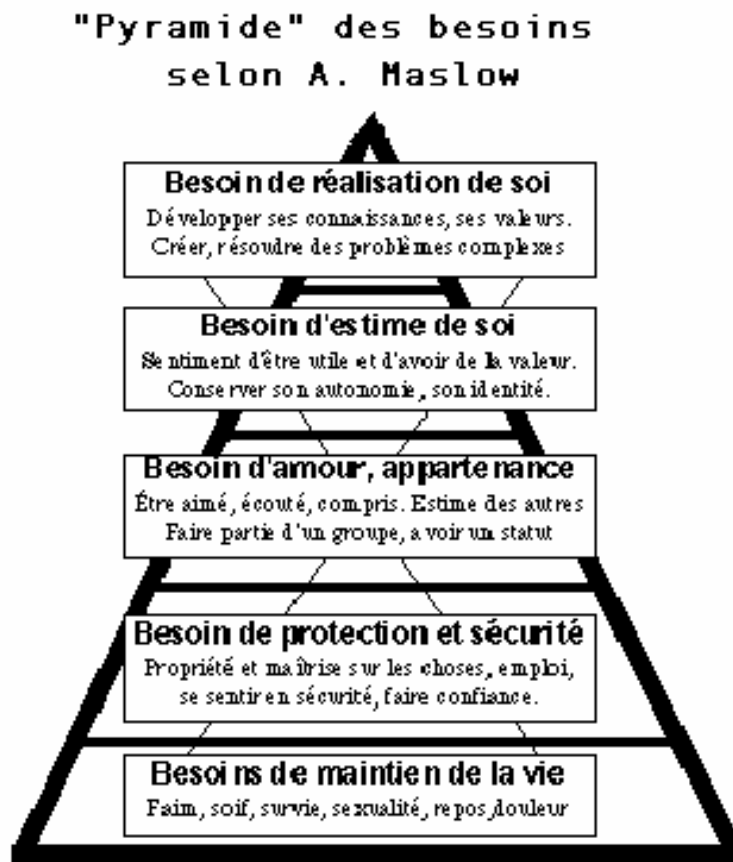 "Pyramide" des besoins
selon A. Maslow
Besoin de réalisation de soi
Développer ses connaissances, ses valeurs.
Créer, résoudre des problèmes complexes
Besoin d'estime de soi
Sentiment d'être utile et d'avoir de la valeur.
Conserver son autonomie, son identité.
Besoin d'amour, appartenance
Être aimé, écouté, compris. Estime des autres
Faire partie d'un groupe, avoir un statut
Besoin de protection et sécurité
Propriété et maîtrise sur les choses, emploi,
se sentir en sécurité, faire confiance.
Besoins de maintien de la vie
Faim, soif, survie, sexualité, repos,douleur